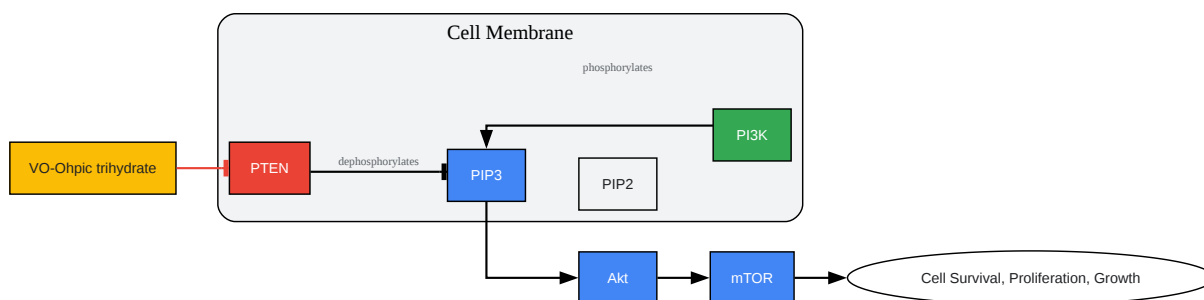 Cell Membrane
phosphorylates
PI3K
VO-Ohpic trihydrate
PTEN
dephosphorylates
PIP3
PIP2
Akt
mTOR
Cell Survival, Proliferation, Growth